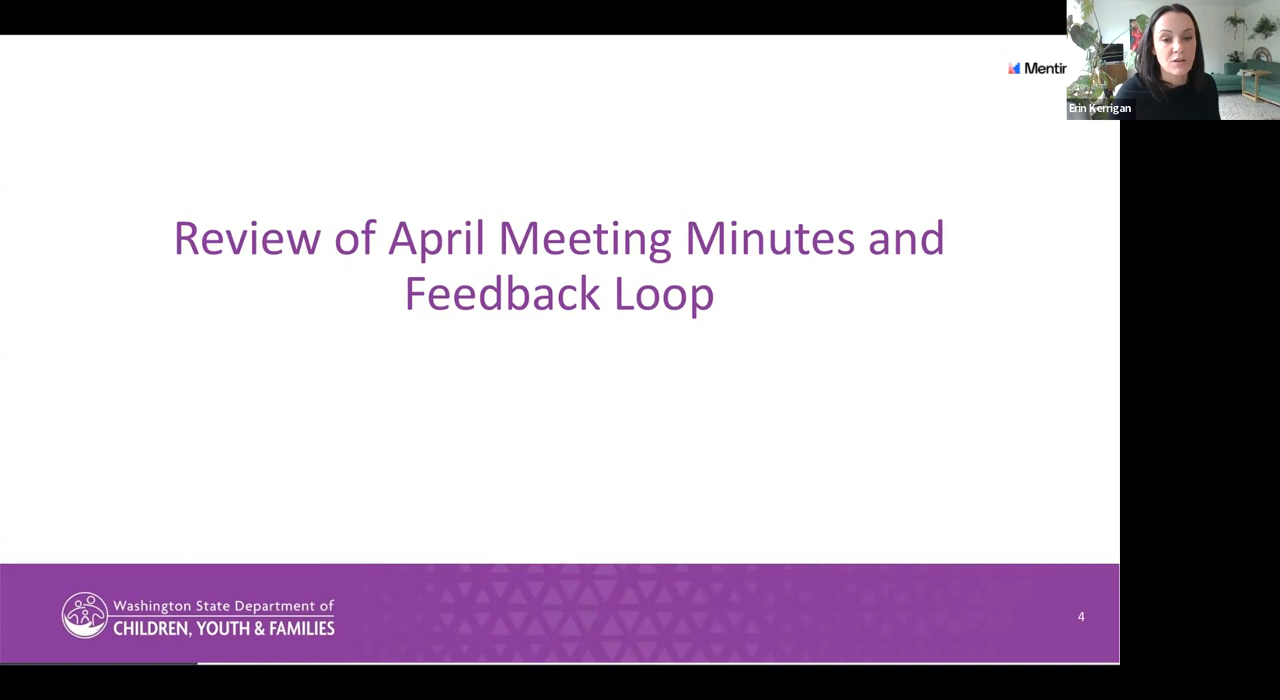 Mentir
Erin Kerrigan
Review of April Meeting Minutes and
Feedback Loop
Washington State Department of
CHILDREN, YOUTH & FAMILIES
4